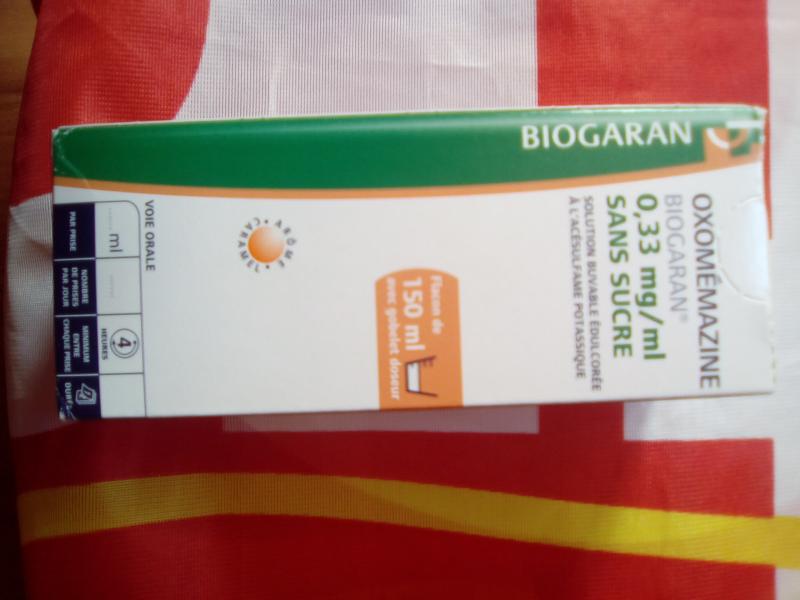 BIOGARAN
OXOMÉMAZINE
BIOGARAN®
0,33 mg/ml
SANS SUCRE
SOLUTION BUVABLE ÉDULCORÉE
À L'ACÉSULFAME POTASSIQUE
Flacon de
150 ml
avec gobelet doseur
ARÔME
CARAMEL
VOIE ORALE
ml
PAR PRISE
NOMBRE
DE PRISES
PAR JOUR
4
HEURES
MINIMUM
ENTRE
CHAQUE PRISE
DURÉE